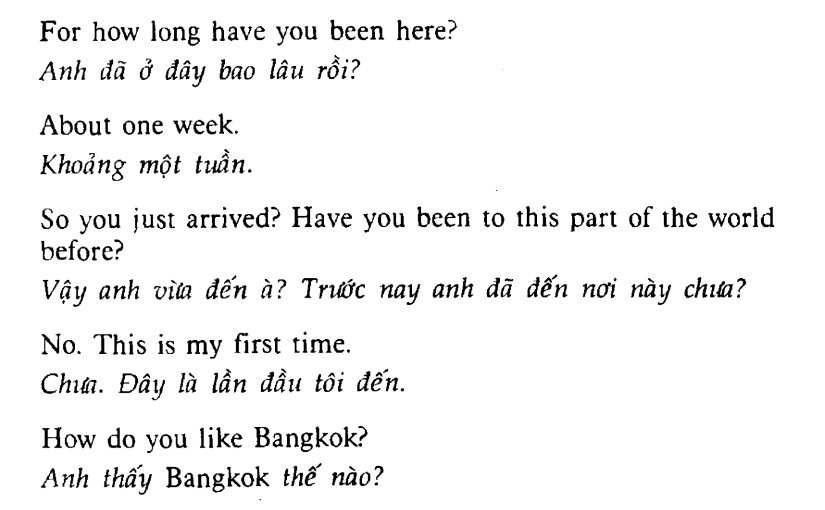 For how long have you been here?
Anh đã ở đây bao lâu rồi?
About one week.
Khoảng một tuần.
So you just arrived? Have you been to this part of the world
before?
Vậy anh vừa đến à? Trước nay anh đã đến nơi này chưa?
No. This is my first time.
Chưa. Đây là lần đầu tôi đến.
How do you like Bangkok?
Anh thấy Bangkok thế nào?